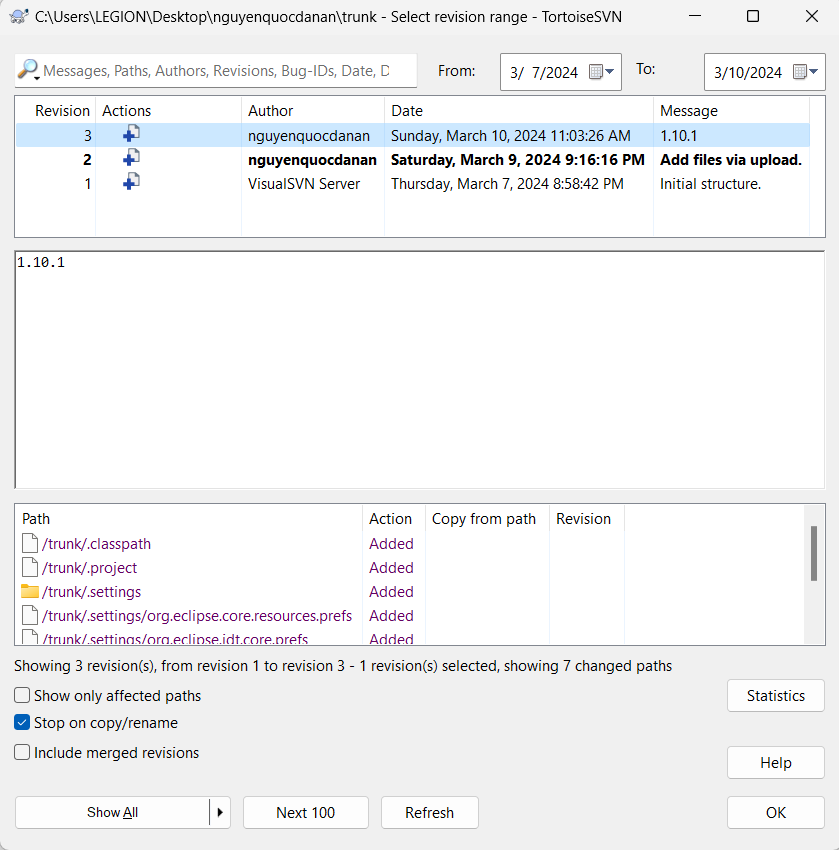 C:\Users\LEGION\Desktop\nguyenquocdanan\trunk - Select revision range - TortoiseSVN
Messages, Paths, Authors, Revisions, Bug-IDs, Date, D From: 3/ 7/2024 To: 3/10/2024
Revision Actions Author Date Message
3 nguyenquocdanan Sunday, March 10, 2024 11:03:26 AM 1.10.1
2 nguyenquocdanan Saturday, March 9, 2024 9:16:16 PM Add files via upload.
1 VisualSVN Server Thursday, March 7, 2024 8:58:42 PM Initial structure.
1.10.1
Path Action Copy from path Revision
/trunk/.classpath Added
/trunk/.project Added
/trunk/.settings Added
/trunk/.settings/org.eclipse.core.resources.prefs Added
/trunk/.settings/org.eclipse.jdt.core.prefs Added
Showing 3 revision(s), from revision 1 to revision 3 - 1 revision(s) selected, showing 7 changed paths
Show only affected paths
Statistics
Stop on copy/rename
Include merged revisions
Help
Show All Next 100 Refresh OK